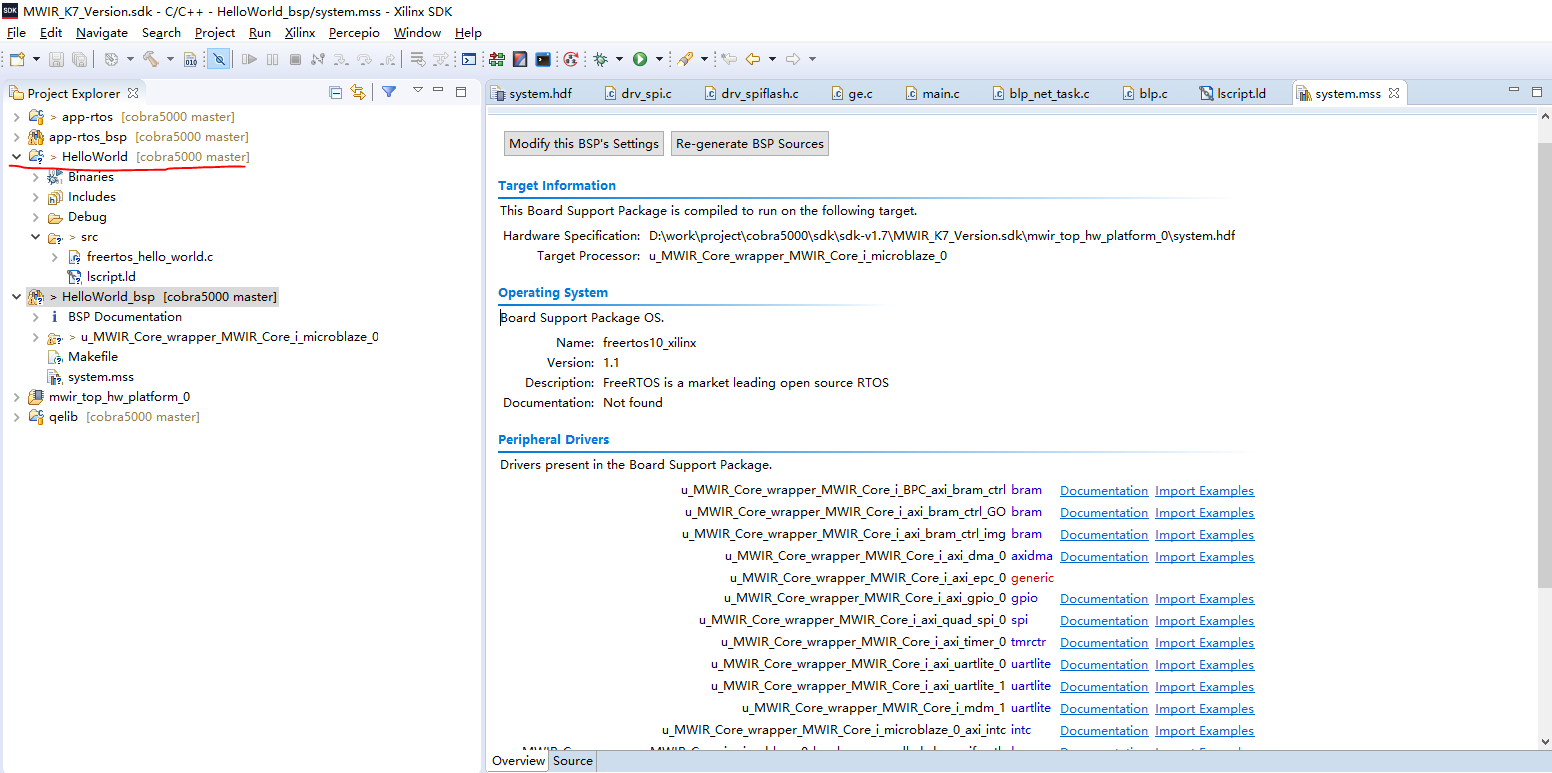 MWIR_K7_Version.sdk - C/C++ - HelloWorld_bsp/system.mss - Xilinx SDK
File Edit Navigate Search Project Run Xilinx Percepio Window Help
Project Explorer
> app-rtos [cobra5000 master]
app-rtos_bsp [cobra5000 master]
> HelloWorld [cobra5000 master]
Binaries
Includes
Debug
> src
freertos_hello_world.c
lscript.ld
> HelloWorld_bsp [cobra5000 master]
BSP Documentation
> u_MWIR_Core_wrapper_MWIR_Core_i_microblaze_0
Makefile
system.mss
mwir_top_hw_platform_0
qelib [cobra5000 master]
system.hdf drv_spi.c drv_spiflash.c ge.c main.c blp_net_task.c blp.c lscript.ld system.mss
Modify this BSP's Settings Re-generate BSP Sources
Target Information
This Board Support Package is compiled to run on the following target.
Hardware Specification: D:\work\project\cobra5000\sdk\sdk-v1.7\MWIR_K7_Version.sdk\mwir_top_hw_platform_0\system.hdf
Target Processor: u_MWIR_Core_wrapper_MWIR_Core_i_microblaze_0
Operating System
Board Support Package OS.
Name: freertos10_xilinx
Version: 1.1
Description: FreeRTOS is a market leading open source RTOS
Documentation: Not found
Peripheral Drivers
Drivers present in the Board Support Package.
u_MWIR_Core_wrapper_MWIR_Core_i_BPC_axi_bram_ctrl bram Documentation Import Examples
u_MWIR_Core_wrapper_MWIR_Core_i_axi_bram_ctrl_GO bram Documentation Import Examples
u_MWIR_Core_wrapper_MWIR_Core_i_axi_bram_ctrl_img bram Documentation Import Examples
u_MWIR_Core_wrapper_MWIR_Core_i_axi_dma_0 axidma Documentation Import Examples
u_MWIR_Core_wrapper_MWIR_Core_i_axi_epc_0 generic
u_MWIR_Core_wrapper_MWIR_Core_i_axi_gpio_0 gpio Documentation Import Examples
u_MWIR_Core_wrapper_MWIR_Core_i_axi_quad_spi_0 spi Documentation Import Examples
u_MWIR_Core_wrapper_MWIR_Core_i_axi_timer_0 tmrctr Documentation Import Examples
u_MWIR_Core_wrapper_MWIR_Core_i_axi_uartlite_0 uartlite Documentation Import Examples
u_MWIR_Core_wrapper_MWIR_Core_i_axi_uartlite_1 uartlite Documentation Import Examples
u_MWIR_Core_wrapper_MWIR_Core_i_mdm_1 uartlite Documentation Import Examples
u_MWIR_Core_wrapper_MWIR_Core_i_microblaze_0_axi_intc intc Documentation Import Examples
Overview Source